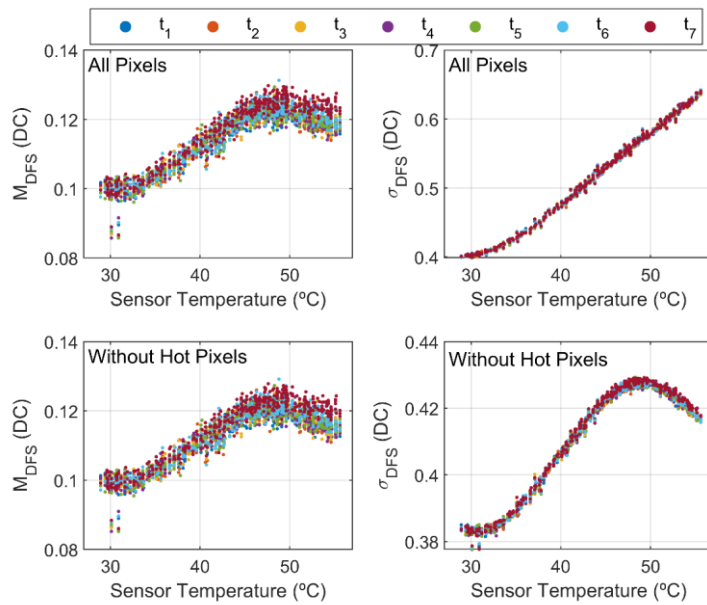 t₁ t₂ t₃ t₄ t₅ t₆ t₇
All Pixels
M_DFS (DC)
0.14
0.12
0.1
0.08
30 40 50
Sensor Temperature (ºC)
All Pixels
σ_DFS (DC)
0.7
0.6
0.5
0.4
30 40 50
Sensor Temperature (ºC)
Without Hot Pixels
M_DFS (DC)
0.14
0.12
0.1
0.08
30 40 50
Sensor Temperature (ºC)
Without Hot Pixels
σ_DFS (DC)
0.44
0.42
0.4
0.38
30 40 50
Sensor Temperature (ºC)